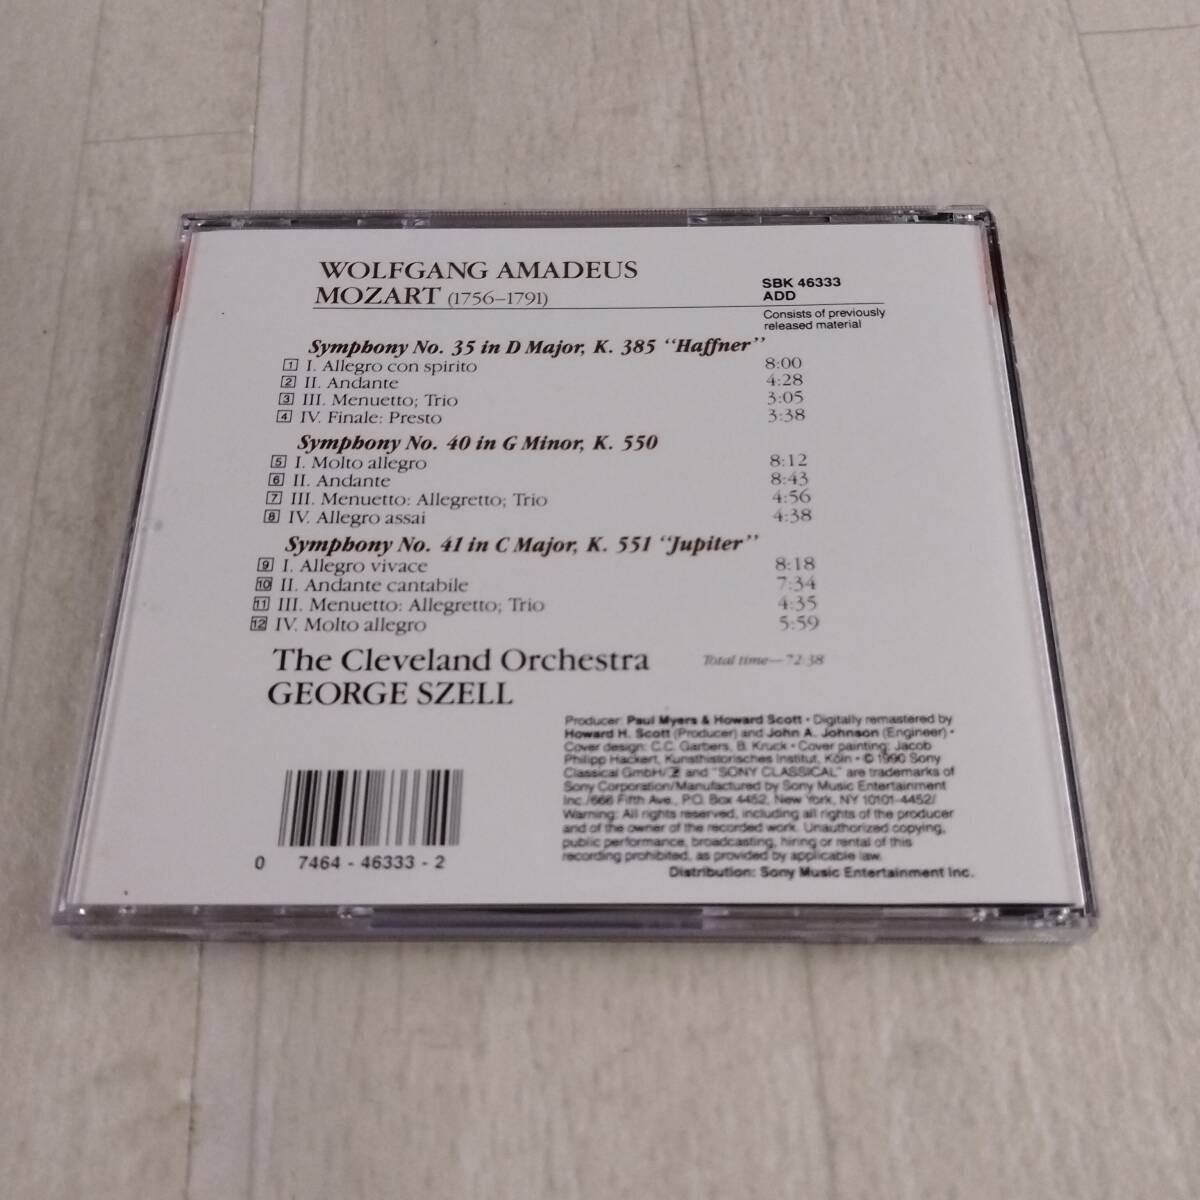 WOLFGANG AMADEUS
MOZART (1756–1791)
SBK 46333
ADD
Consists of previously
released material
Symphony No. 35 in D Major, K. 385 "Haffner"
1 I. Allegro con spirito 8:00
2 II. Andante 4:28
3 III. Menuetto; Trio 3:05
4 IV. Finale: Presto 3:38
Symphony No. 40 in G Minor, K. 550
5 I. Molto allegro 8:12
6 II. Andante 8:43
7 III. Menuetto: Allegretto; Trio 4:56
8 IV. Allegro assai 4:38
Symphony No. 41 in C Major, K. 551 "Jupiter"
9 I. Allegro vivace 8:18
10 II. Andante cantabile 7:34
11 III. Menuetto: Allegretto; Trio 4:35
12 IV. Molto allegro 5:59
The Cleveland Orchestra
Total time—72:38
GEORGE SZELL
Producer: Paul Myers & Howard Scott • Digitally remastered by
Howard H. Scott (Producer) and John A. Johnson (Engineer) •
Cover design: C.C. Garbers, B. Kruck • Cover painting: Jacob
Philipp Hackert, Kunsthistorisches Institut, Köln • © 1990 Sony
Classical GmbH/ and "SONY CLASSICAL" are trademarks of
Sony Corporation/Manufactured by Sony Music Entertainment
Inc./666 Fifth Ave., P.O. Box 4452, New York, NY 10101-4452/
Warning: All rights reserved, including all rights of the producer
and of the owner of the recorded work. Unauthorized copying,
public performance, broadcasting, hiring or rental of this
recording prohibited, as provided by applicable law.
Distribution: Sony Music Entertainment Inc.
0 7464 - 46333 - 2